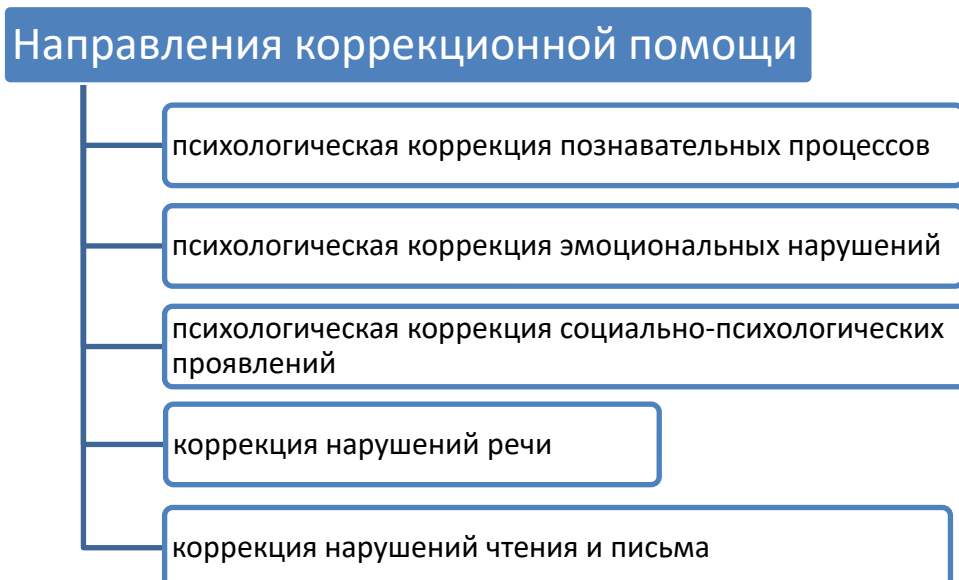 Направления коррекционной помощи
психологическая коррекция познавательных процессов
психологическая коррекция эмоциональных нарушений
психологическая коррекция социально-психологических
проявлений
коррекция нарушений речи
коррекция нарушений чтения и письма